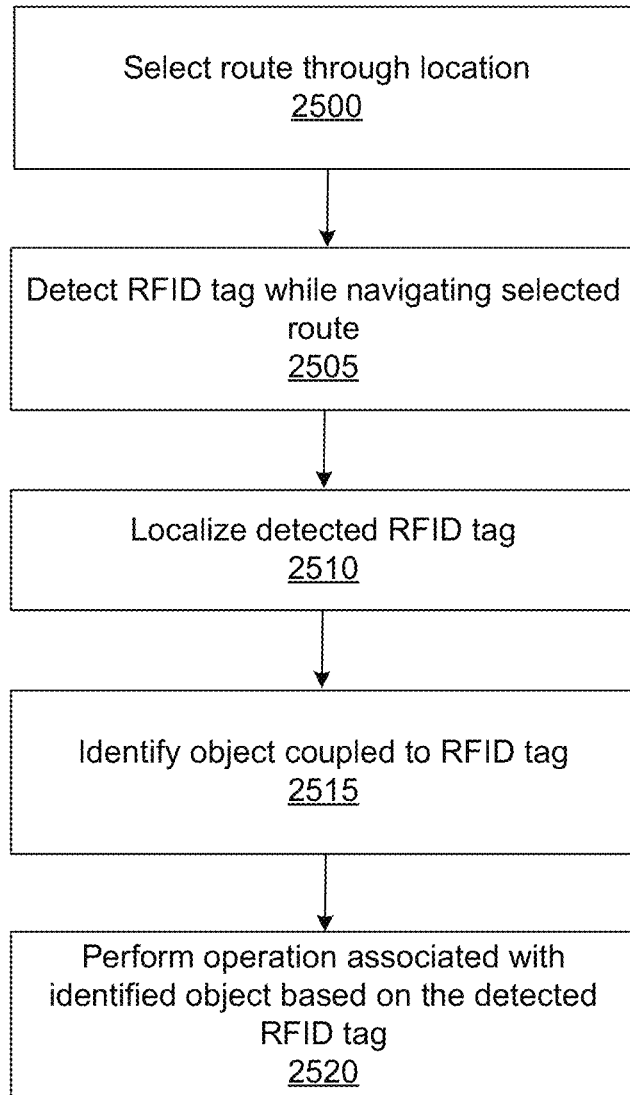 Select route through location
2500
Detect RFID tag while navigating selected
route
2505
Localize detected RFID tag
2510
Identify object coupled to RFID tag
2515
Perform operation associated with
identified object based on the detected
RFID tag
2520